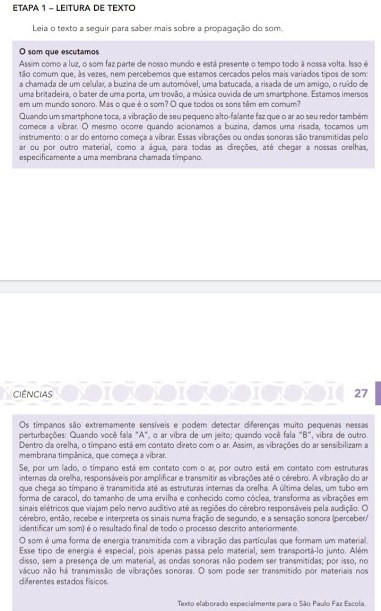 ETAPA 1 – LEITURA DE TEXTO
Leia o texto a seguir para saber mais sobre a propagação do som.
O som que escutamos
Assim como a luz, o som faz parte de nosso mundo e está presente o tempo todo à nossa volta. Isso é
tão comum que, às vezes, nem percebemos que estamos cercados pelos mais variados tipos de som:
a chamada de um celular, a buzina de um automóvel, uma batucada, a risada de um amigo, o ruído de
uma britadeira, o bater de uma porta, um trovão, a música ouvida de um smartphone. Estamos imersos
em um mundo sonoro. Mas o que é o som? O que todos os sons têm em comum?
Quando um smartphone toca, a vibração de seu pequeno alto-falante faz que o ar ao seu redor também
comece a vibrar. O mesmo ocorre quando acionamos a buzina, damos uma risada, tocamos um
instrumento: o ar do entorno começa a vibrar. Essas vibrações ou ondas sonoras são transmitidas pelo
ar ou por outro material, como a água, para todas as direções, até chegar a nossas orelhas,
especificamente a uma membrana chamada tímpano.
CIÊNCIAS
27
Os tímpanos são extremamente sensíveis e podem detectar diferenças muito pequenas nessas
perturbações: Quando você fala "A", o ar vibra de um jeito; quando você fala "B", vibra de outro.
Dentro da orelha, o tímpano está em contato direto com o ar. Assim, as vibrações do ar sensibilizam a
membrana timpânica, que começa a vibrar.
Se, por um lado, o tímpano está em contato com o ar, por outro está em contato com estruturas
internas da orelha, responsáveis por amplificar e transmitir as vibrações até o cérebro. A vibração do ar
que chega ao tímpano é transmitida até as estruturas internas da orelha. A última delas, um tubo em
forma de caracol, do tamanho de uma ervilha e conhecido como cóclea, transforma as vibrações em
sinais elétricos que viajam pelo nervo auditivo até as regiões do cérebro responsáveis pela audição. O
cérebro, então, recebe e interpreta os sinais numa fração de segundo, e a sensação sonora (perceber/
identificar um som) é o resultado final de todo o processo descrito anteriormente.
O som é uma forma de energia transmitida com a vibração das partículas que formam um material.
Esse tipo de energia é especial, pois apenas passa pelo material, sem transportá-lo junto. Além
disso, sem a presença de um material, as ondas sonoras não podem ser transmitidas; por isso, no
vácuo não há transmissão de vibrações sonoras. O som pode ser transmitido por materiais nos
diferentes estados físicos.
Texto elaborado especialmente para o São Paulo Faz Escola.